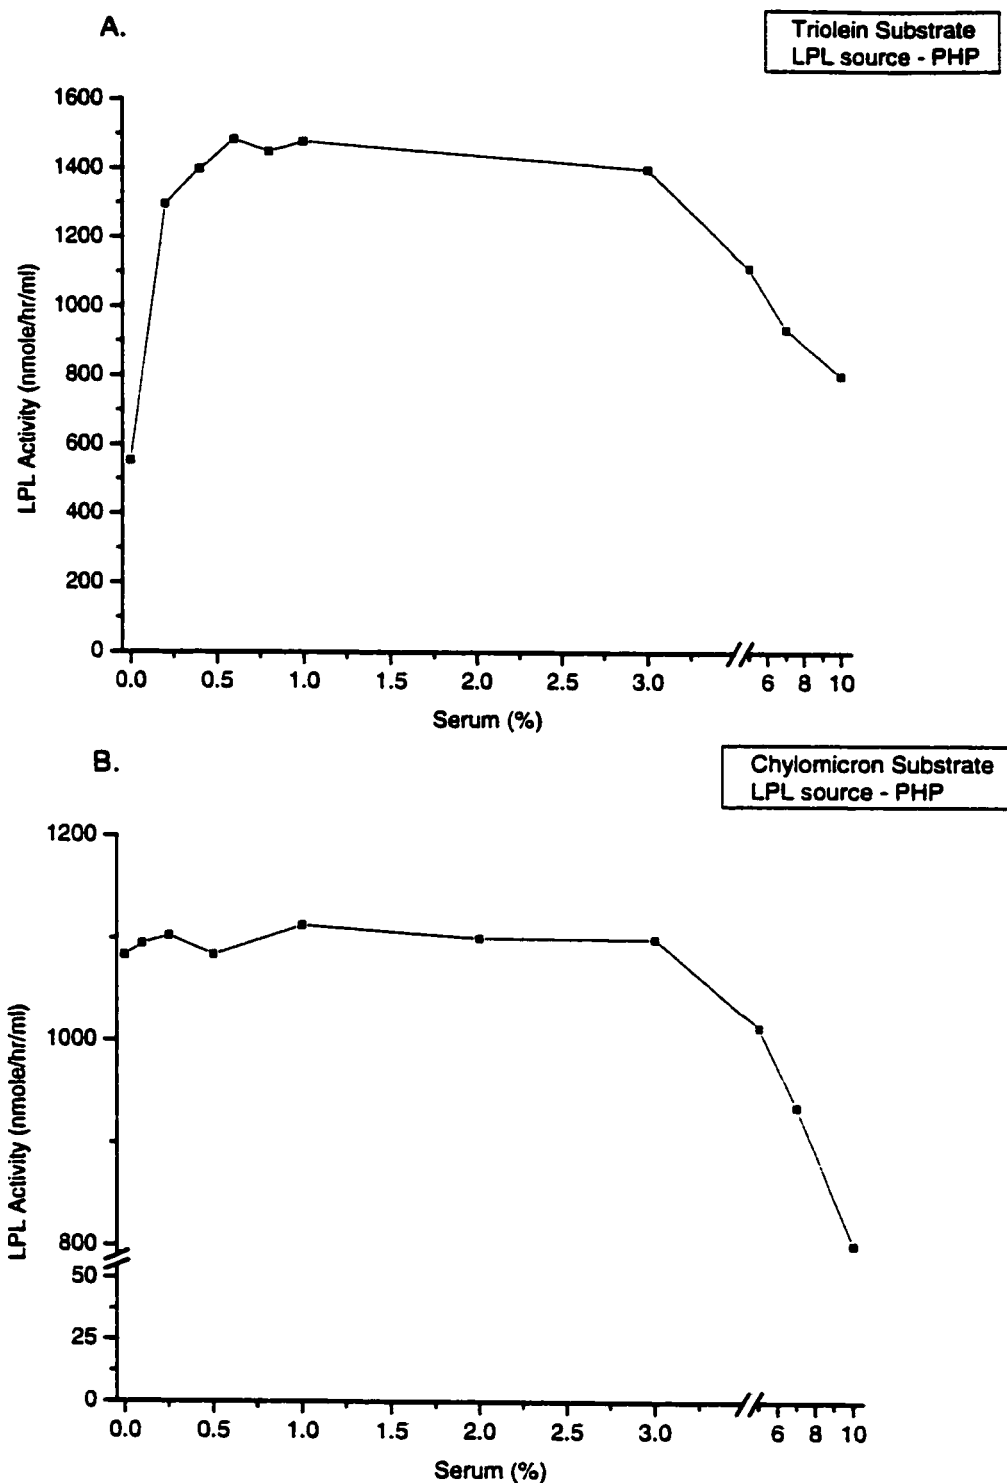 A.
Triolein Substrate
LPL source - PHP
1600
1400
1200
1000
800
600
400
200
0
LPL Activity (nmole/hr/ml)
0.0 0.5 1.0 1.5 2.0 2.5 3.0 6 8 10
Serum (%)
B.
Chylomicron Substrate
LPL source - PHP
1200
1000
800
50
25
0
LPL Activity (nmole/hr/ml)
0.0 0.5 1.0 1.5 2.0 2.5 3.0 6 8 10
Serum (%)